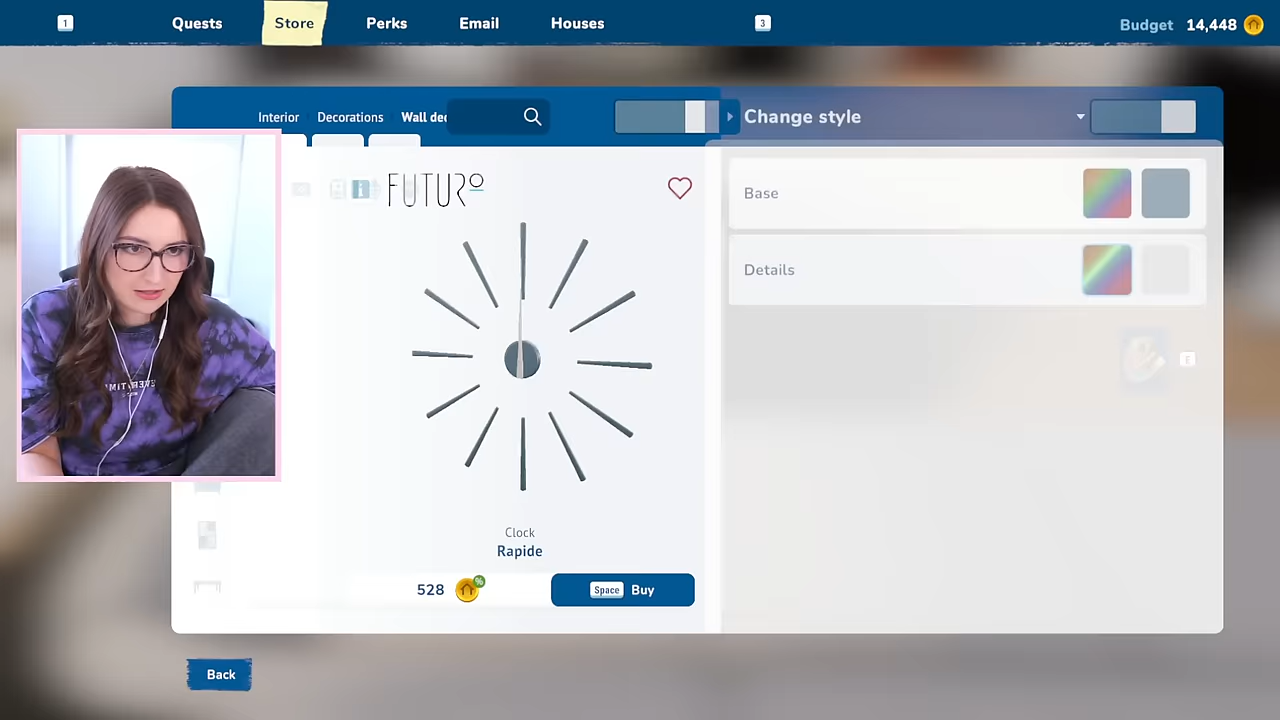 1
Quests
Store
Perks
Email
Houses
3
Budget 14,448
Interior
Decorations
Wall dec
Change style
FUTURO
Base
Details
E
Clock
Rapide
528
%
Space Buy
Back